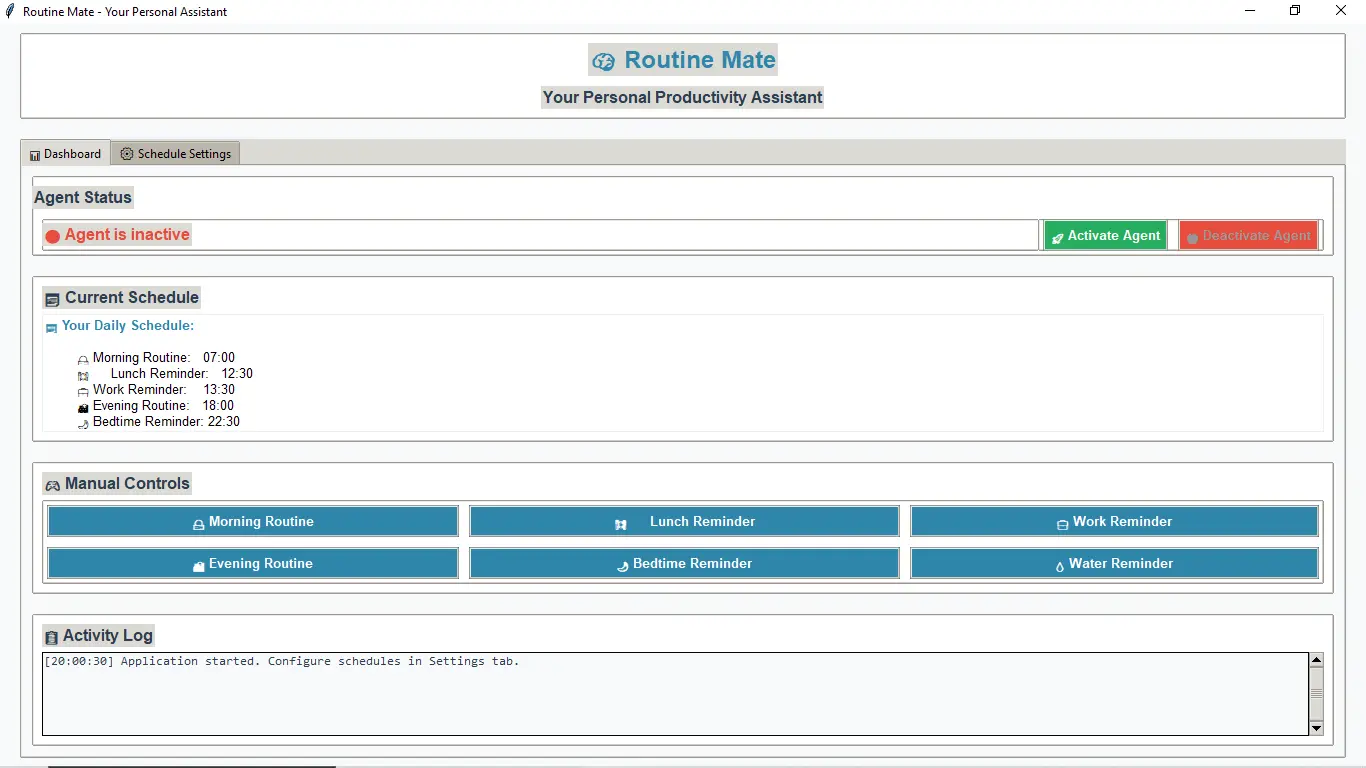 Routine Mate - Your Personal Assistant
Routine Mate
Your Personal Productivity Assistant
Dashboard Schedule Settings
Agent Status
Agent is inactive Activate Agent Deactivate Agent
Current Schedule
Your Daily Schedule:
Morning Routine: 07:00
Lunch Reminder: 12:30
Work Reminder: 13:30
Evening Routine: 18:00
Bedtime Reminder: 22:30
Manual Controls
Morning Routine Lunch Reminder Work Reminder
Evening Routine Bedtime Reminder Water Reminder
Activity Log
[20:00:30] Application started. Configure schedules in Settings tab.